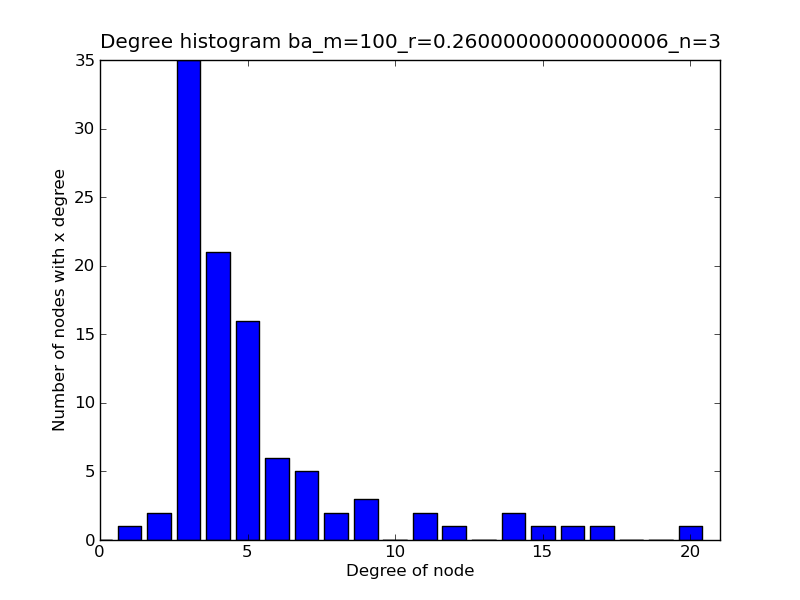 Degree histogram ba_m=100_r=0.26000000000000006_n=3
35
30
25
20
15
10
5
0
Number of nodes with x degree
0 5 10 15 20
Degree of node